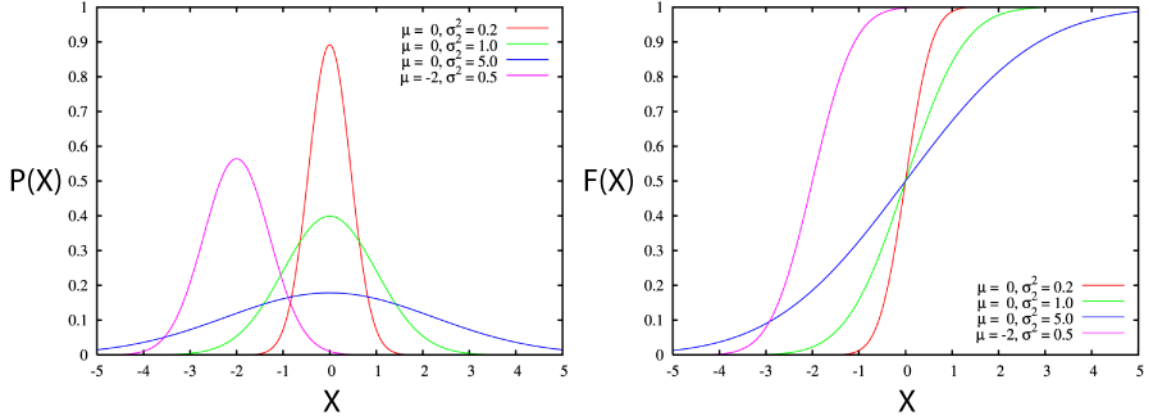 1
0.9
0.8
0.7
0.6
0.5
0.4
0.3
0.2
0.1
0
P(X)
μ = 0, σ² = 0.2
μ = 0, σ² = 1.0
μ = 0, σ² = 5.0
μ = -2, σ² = 0.5
-5 -4 -3 -2 -1 0 1 2 3 4 5
X
1
0.9
0.8
0.7
0.6
0.5
0.4
0.3
0.2
0.1
0
F(X)
μ = 0, σ² = 0.2
μ = 0, σ² = 1.0
μ = 0, σ² = 5.0
μ = -2, σ² = 0.5
-5 -4 -3 -2 -1 0 1 2 3 4 5
X